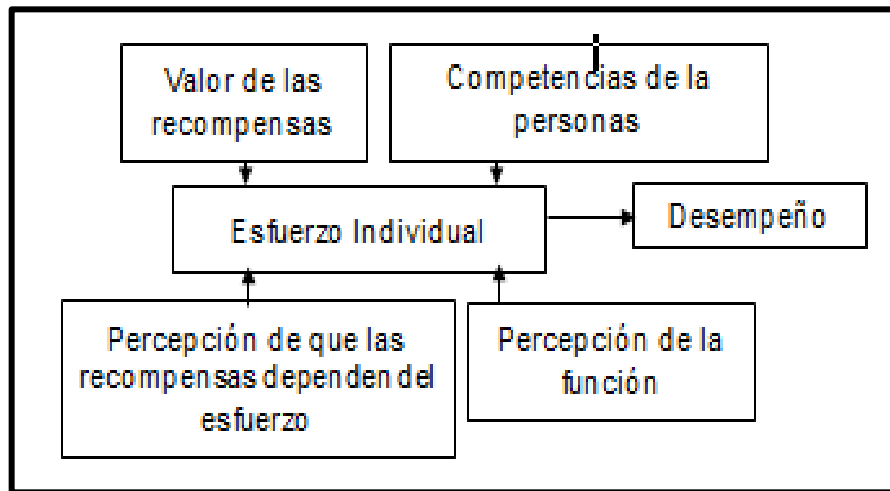 Valor de las
recompensas
Competencias de la
personas
Esfuerzo Individual
Desempeño
Percepción de que las
recompensas dependen del
esfuerzo
Percepción de la
función